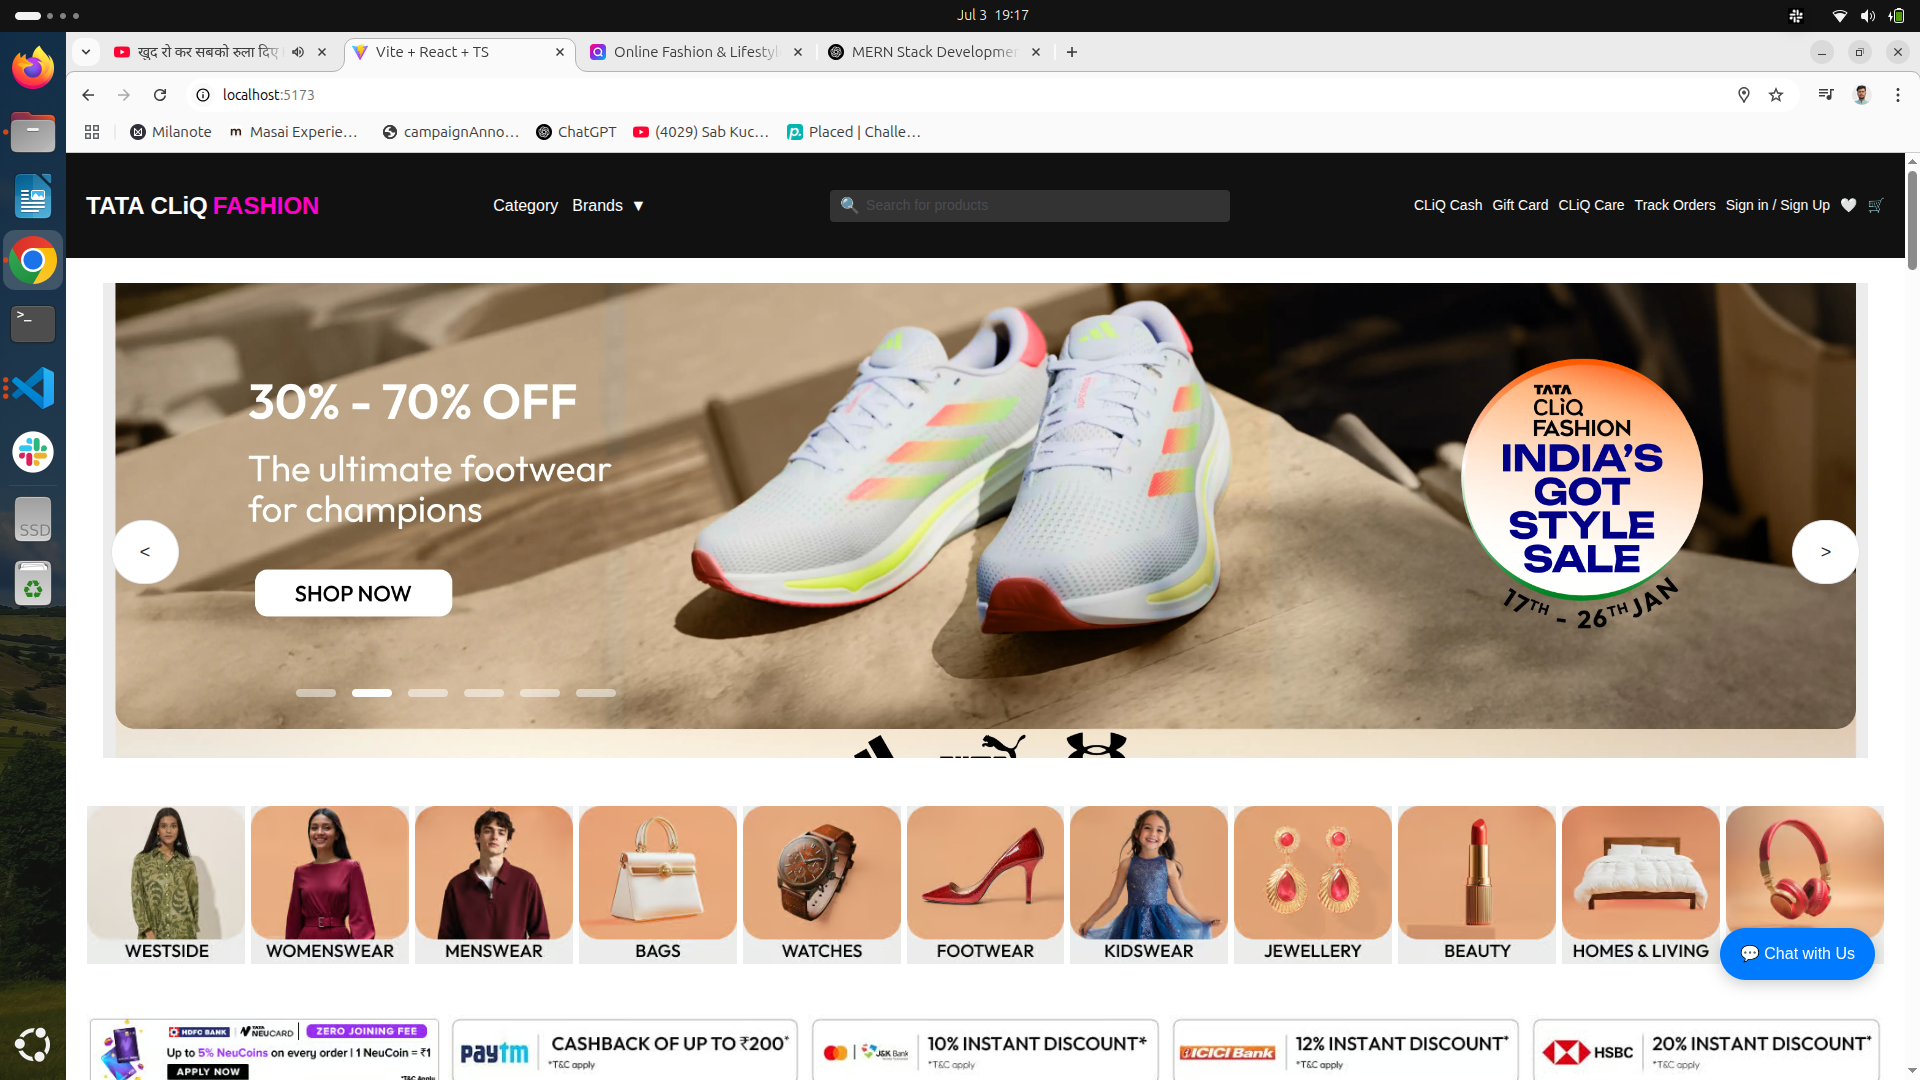 Jul 3 19:17
खुद रो कर सबको रुला दिए
Vite + React + TS
Online Fashion & Lifestyl
MERN Stack Developmen
localhost:5173
Milanote
Masai Experie…
campaignAnno…
ChatGPT
(4029) Sab Kuc…
Placed | Challe…
TATA CLiQ FASHION
Category
Brands ▼
Search for products
CLiQ Cash
Gift Card
CLiQ Care
Track Orders
Sign in / Sign Up
30% - 70% OFF
The ultimate footwear
for champions
SHOP NOW
<
>
TATA
CLiQ
FASHION
INDIA'S
GOT
STYLE
SALE
17TH - 26TH JAN
WESTSIDE
WOMENSWEAR
MENSWEAR
BAGS
WATCHES
FOOTWEAR
KIDSWEAR
JEWELLERY
BEAUTY
HOMES & LIVING
💬 Chat with Us
HDFC BANK | TATA NEUCARD | ZERO JOINING FEE
Up to 5% NeuCoins on every order | 1 NeuCoin = ₹1
APPLY NOW
*T&C Apply
paytm
CASHBACK OF UP TO ₹200*
*T&C apply
J&K Bank
10% INSTANT DISCOUNT*
*T&C apply
ICICI Bank
12% INSTANT DISCOUNT*
*T&C apply
HSBC
20% INSTANT DISCOUNT*
*T&C apply
SSD